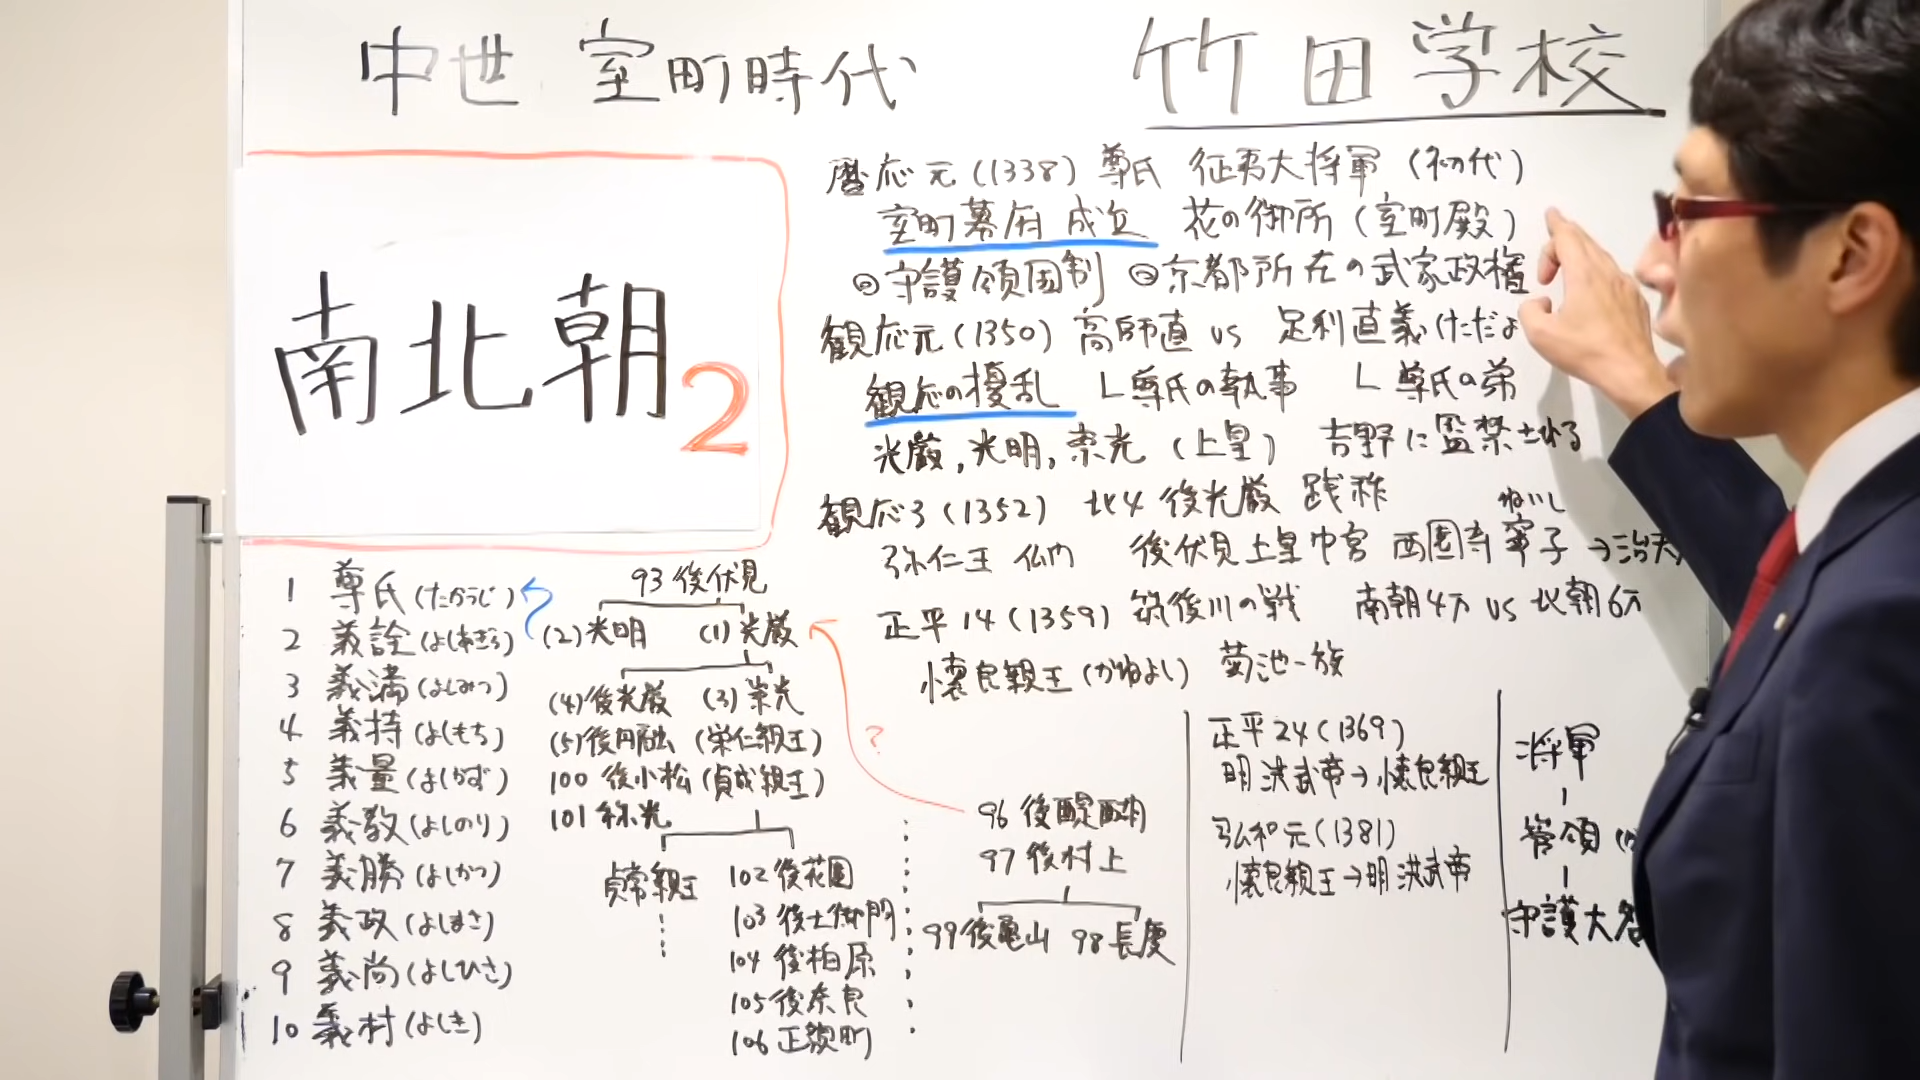 中世 室町時代
竹田学校
南北朝2
暦応元(1338) 尊氏 征夷大将軍 (初代)
室町幕府 成立 花の御所 (室町殿)
◎守護領国制 ◎京都所在の武家政権
観応元(1350) 高師直 vs 足利直義(ただよ
観応の擾乱 L尊氏の執事 L 尊氏の弟
光厳,光明,崇光 (上皇) 吉野に監禁される
観応3(1352) 北4 後光厳 践祚
ねいし
弥仁王 仏門 後伏見上皇中宮 西園寺寧子→治天
正平14(1359) 筑後川の戦 南朝4万 vs 北朝6万
懐良親王(かねよし) 菊池一族
1 尊氏(たかうじ)
2 義詮(よしあきら)
3 義満(よしみつ)
4 義持(よしもち)
5 義量(よしかず)
6 義教(よしのり)
7 義勝(よしかつ)
8 義政(よしまさ)
9 義尚(よしひさ)
10 義材(よしき)
93 後伏見
(2)光明 (1)光厳
(4)後光厳 (3)崇光
(5)後円融 (栄仁親王)
100 後小松 (貞成親王)
101 称光
貞常親王 102 後花園
103 後土御門
104 後柏原
105 後奈良
106 正親町
?
96 後醍醐
97 後村上
99 後亀山 98 長慶
正平24(1369)
明 洪武帝→懐良親王
弘和元(1381)
懐良親王→明 洪武帝
将軍
管領
守護大名